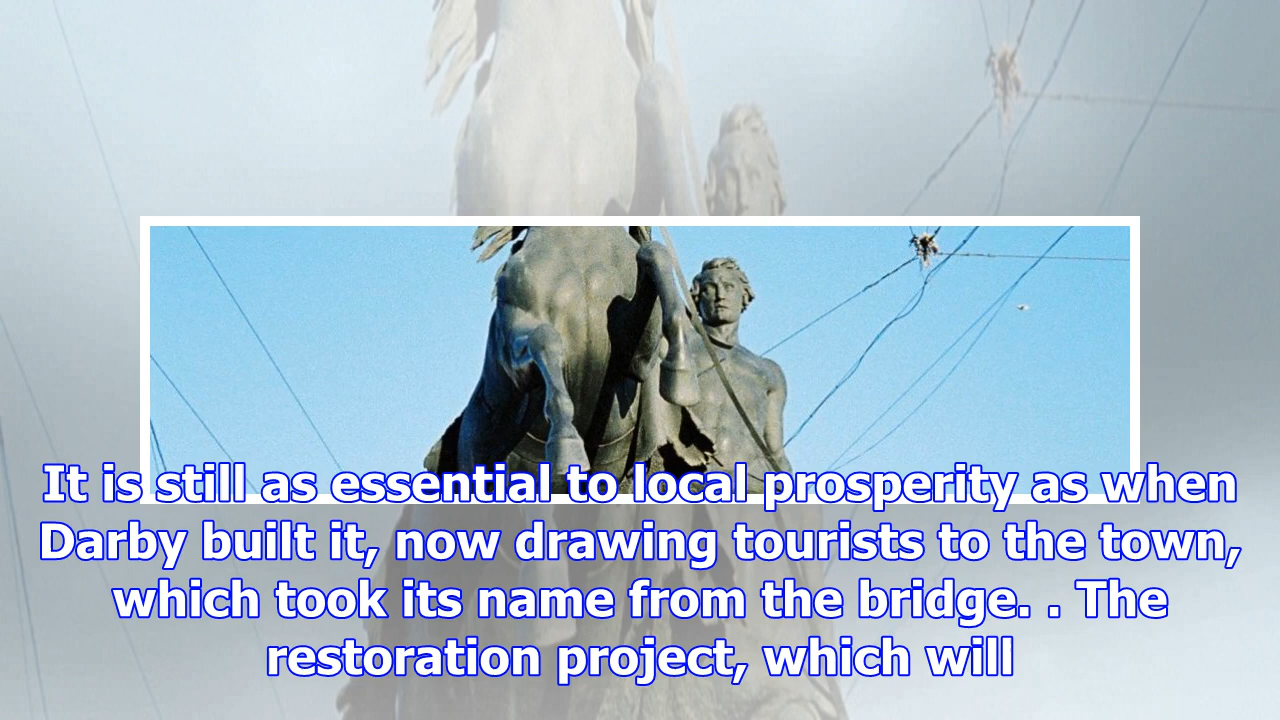 It is still as essential to local prosperity as when
Darby built it, now drawing tourists to the town,
which took its name from the bridge. . The
restoration project, which will